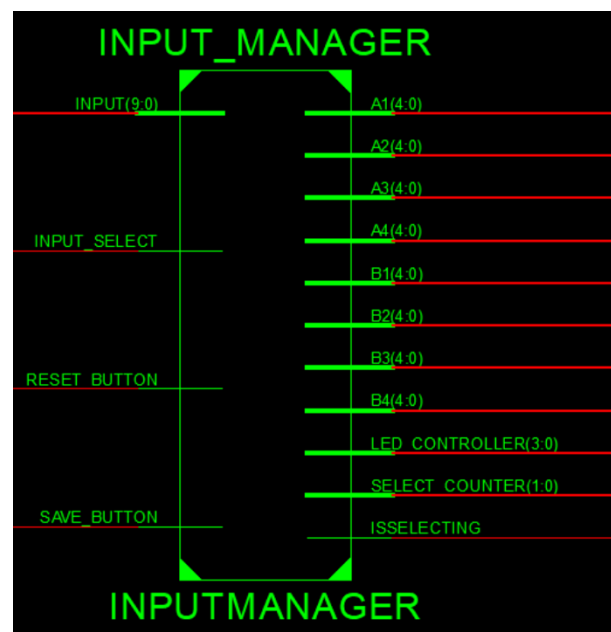 INPUT_MANAGER
INPUT(9:0)
A1(4:0)
A2(4:0)
A3(4:0)
INPUT_SELECT
A4(4:0)
B1(4:0)
B2(4:0)
B3(4:0)
RESET_BUTTON
B4(4:0)
LED_CONTROLLER(3:0)
SELECT_COUNTER(1:0)
SAVE_BUTTON
ISSELECTING
INPUTMANAGER